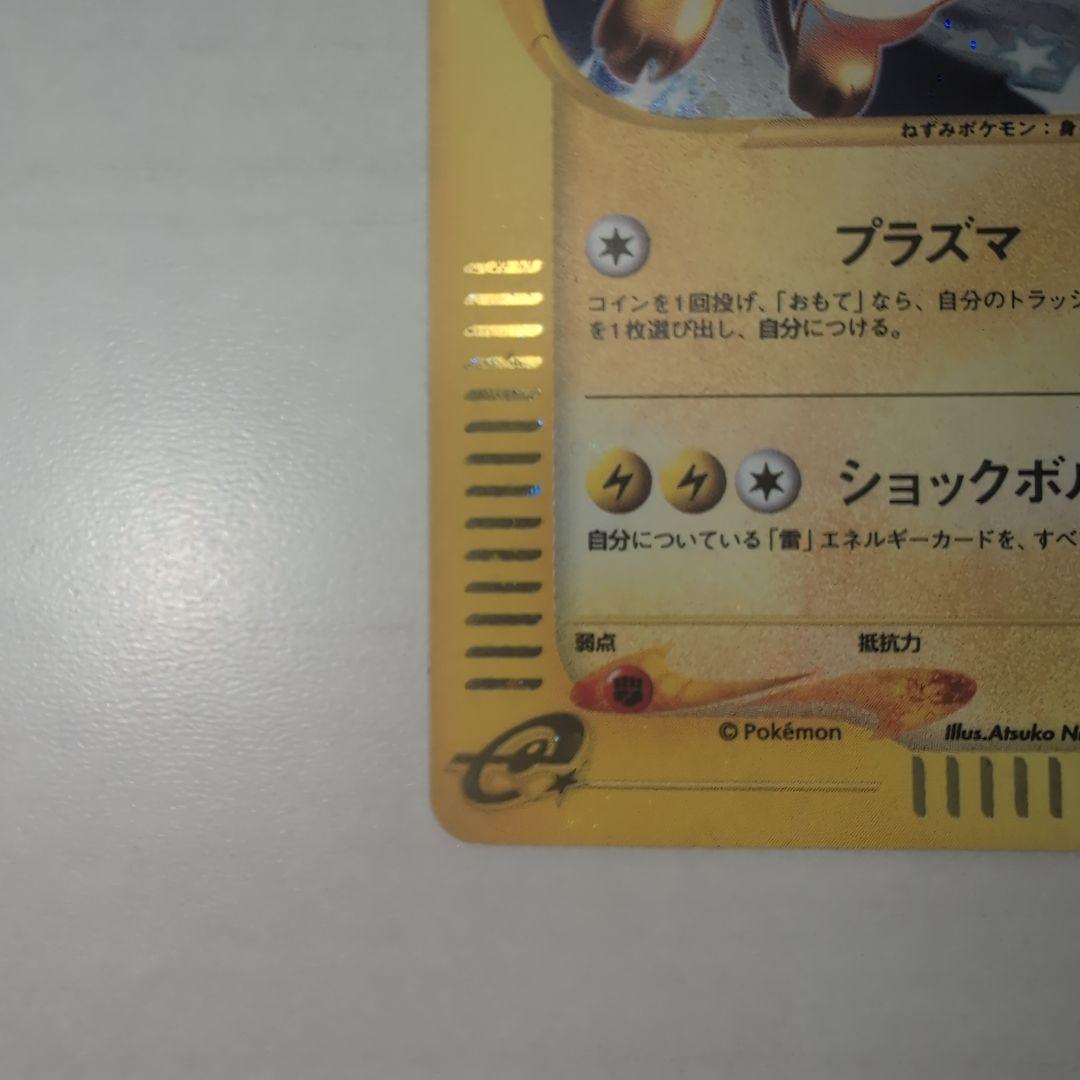 ねずみポケモン：身
プラズマ
コインを1回投げ、「おもて」なら、自分のトラッシ
を1枚選び出し、自分につける。
ショックボル
自分についている「雷」エネルギーカードを、すべ
弱点 抵抗力
©Pokémon Illus.Atsuko Ni
e